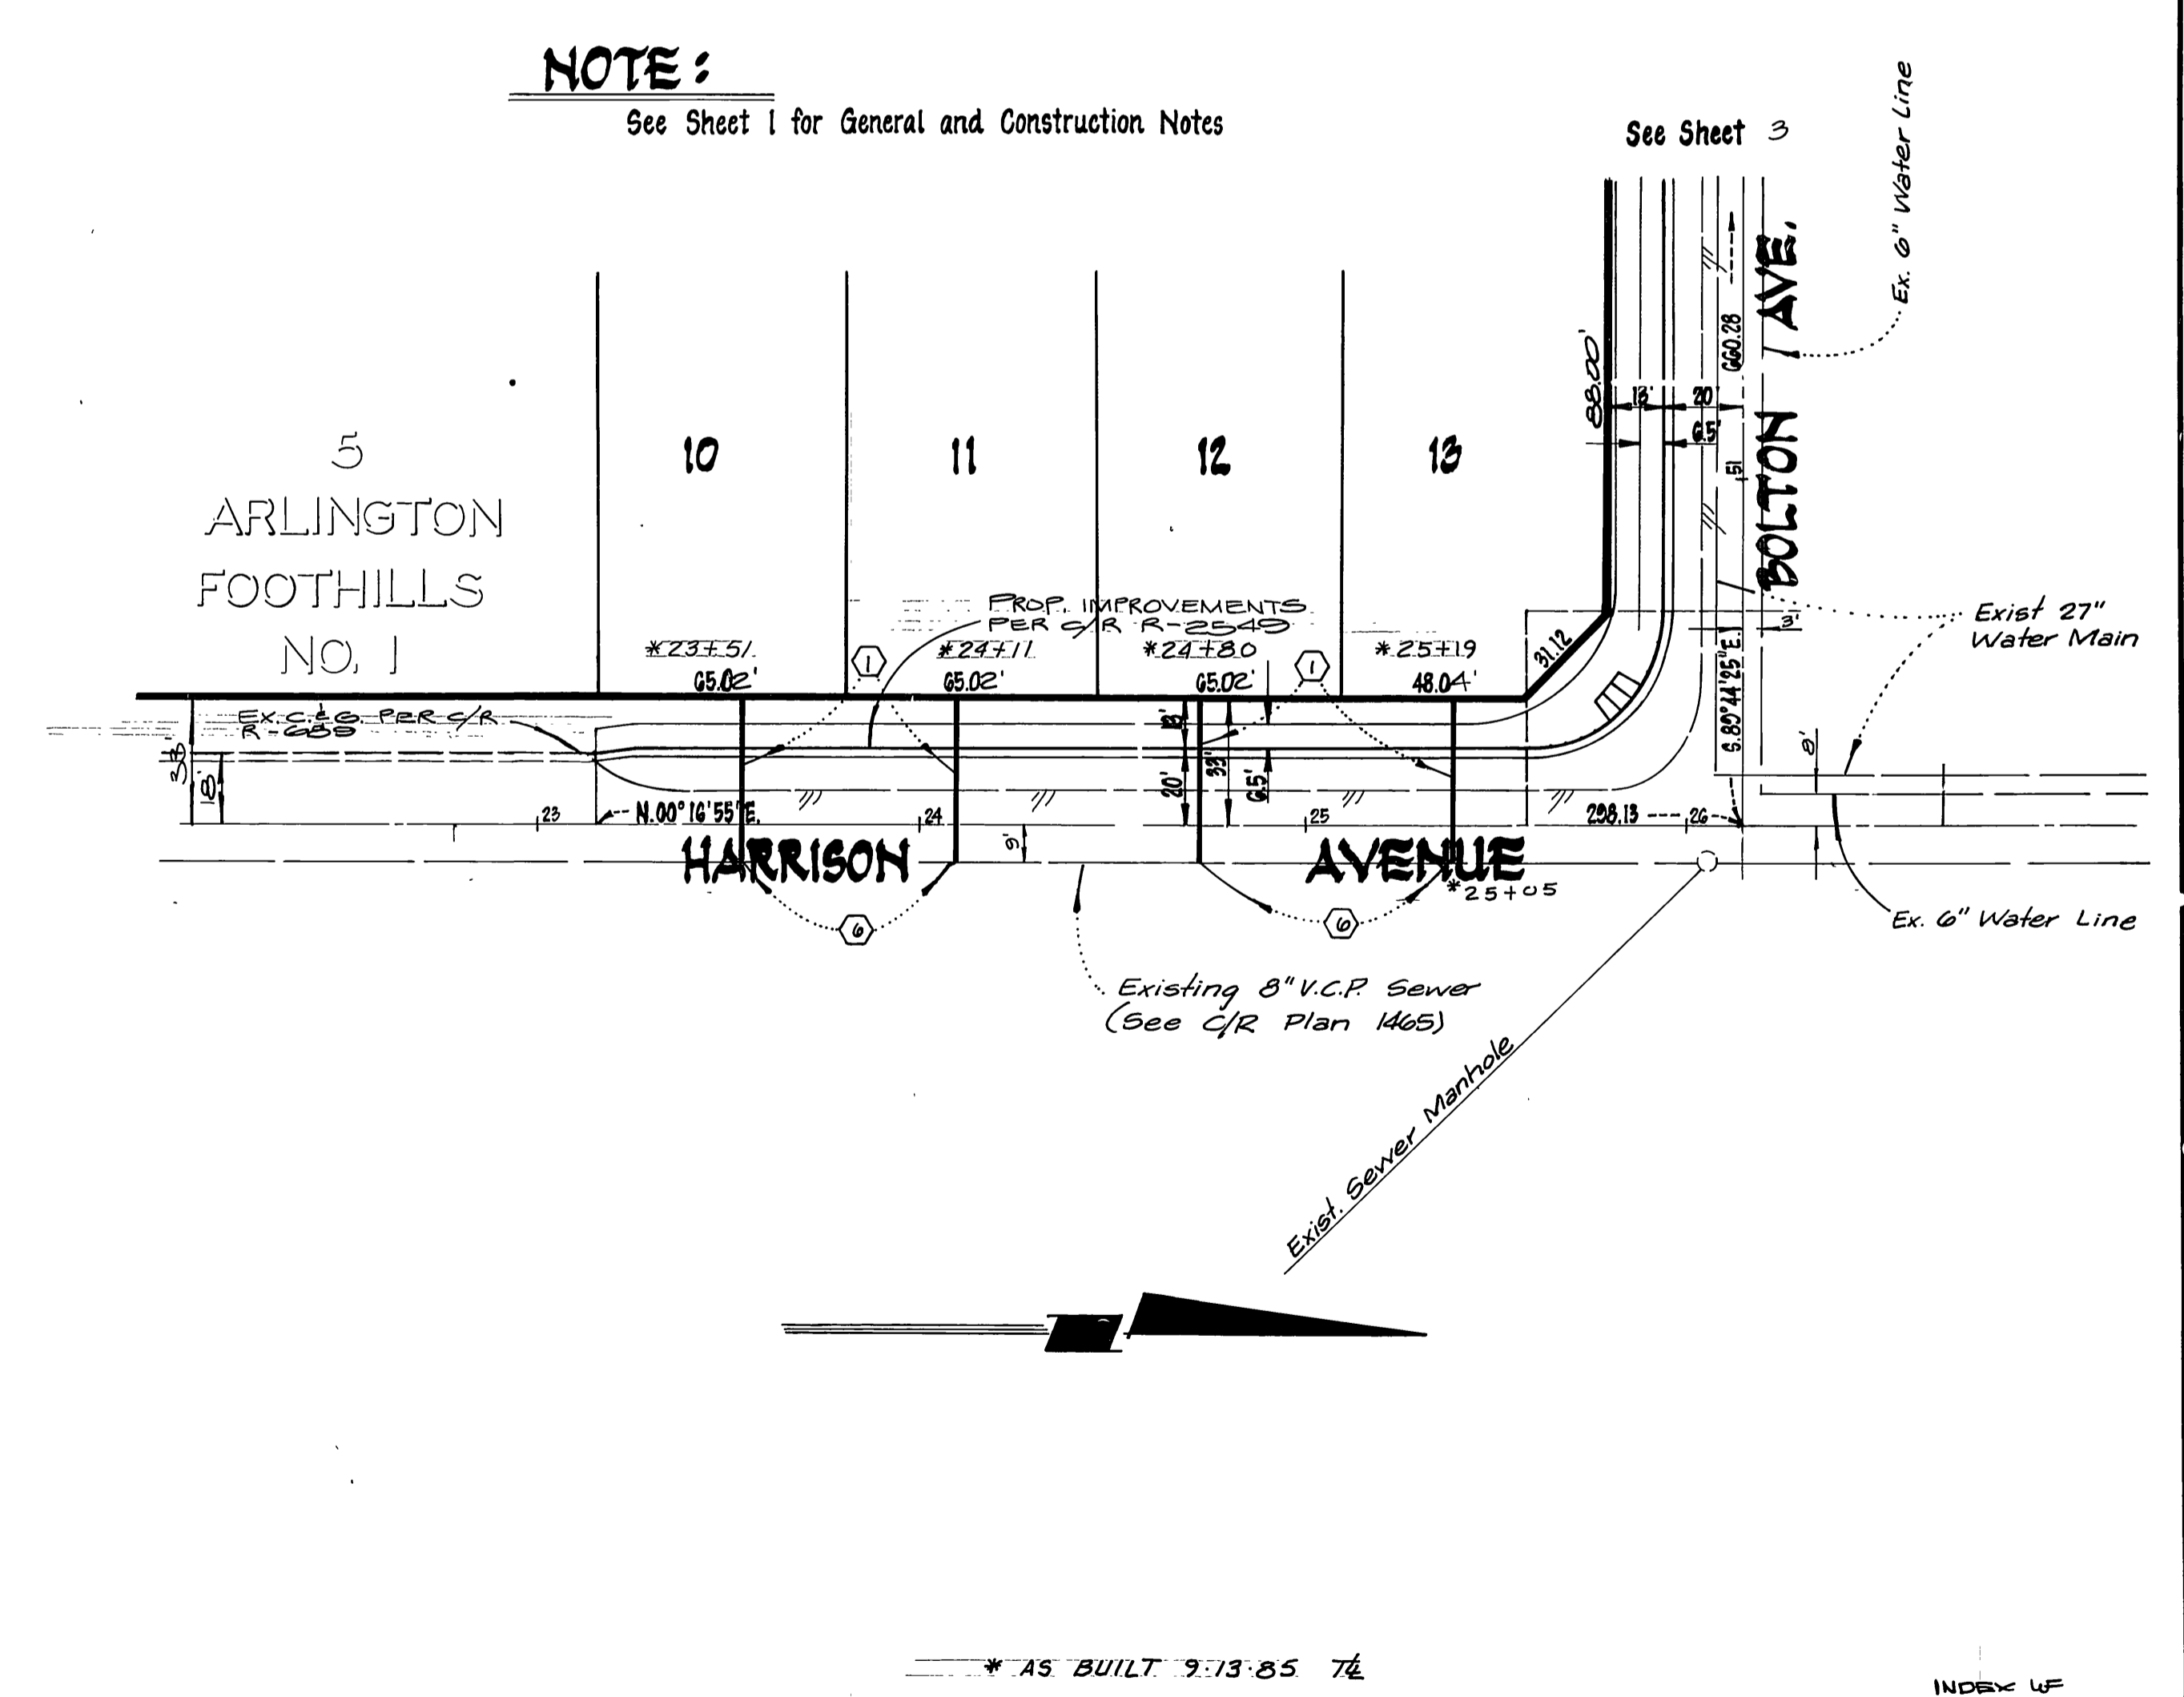 NOTE:
See Sheet 1 for General and Construction Notes
See Sheet 3
Ex. 6" Water Line
BOLTON AVE.
660.28
88.00'
13'
20'
6.5'
51
10
11
12
13
5
ARLINGTON
FOOTHILLS
NO. 1
PROP. IMPROVEMENTS
PER C/R R-2549
*23+51
*24+11
*24+80
*25+19
65.02'
65.02'
65.02'
48.04'
31.12
1
1
3'
Exist 27"
Water Main
S.89°44'25"E.
EX. C.& G. PER C/R
R-689
33'
18'
13'
20'
33'
6.5'
8'
23
N.00°16'55"E.
24
25
298.13
26
9'
HARRISON AVENUE
*25+05
6
6
Ex. 6" Water Line
Existing 8" V.C.P. Sewer
(See C/R Plan 1465)
Exist. Sewer Manhole
* AS BUILT 9·13·85
INDEX